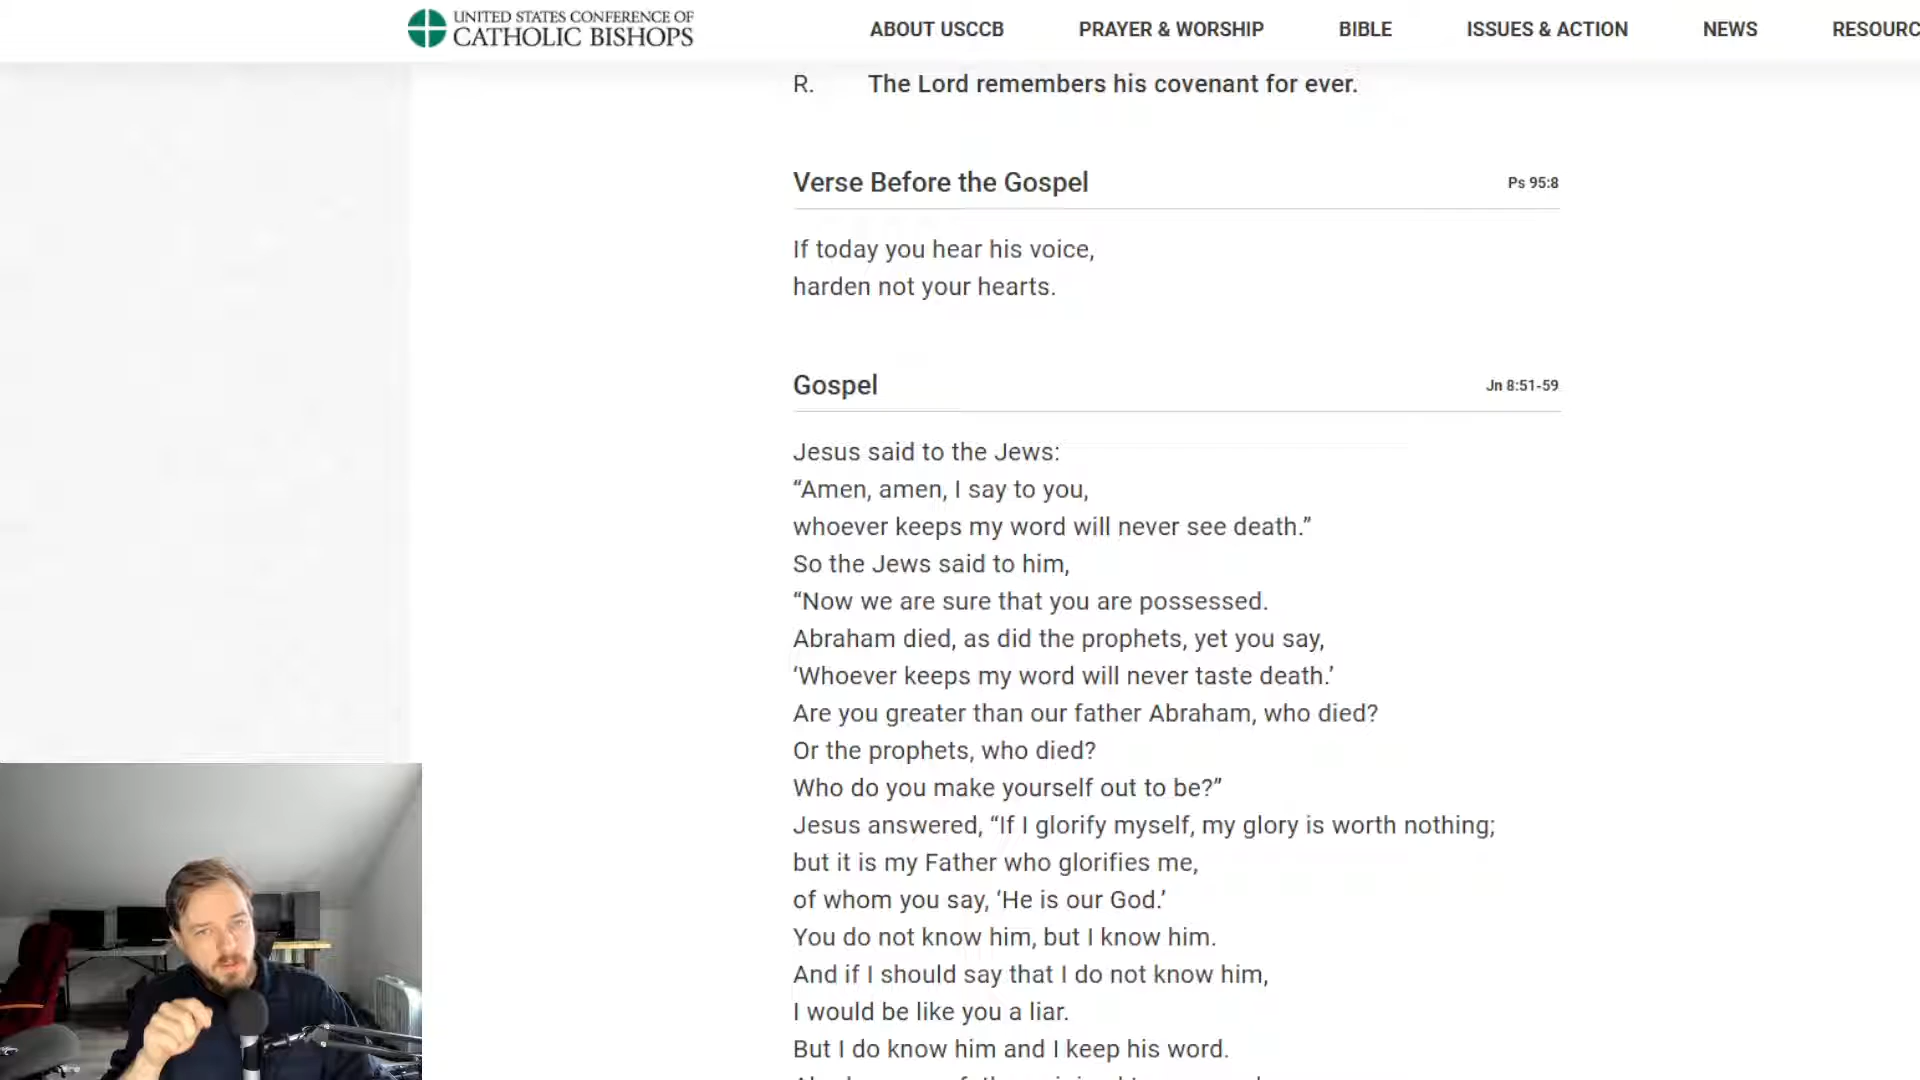 UNITED STATES CONFERENCE OF
CATHOLIC BISHOPS
ABOUT USCCB
PRAYER & WORSHIP
BIBLE
ISSUES & ACTION
NEWS
RESOURC
R. The Lord remembers his covenant for ever.
Verse Before the Gospel
Ps 95:8
If today you hear his voice,
harden not your hearts.
Gospel
Jn 8:51-59
Jesus said to the Jews:
“Amen, amen, I say to you,
whoever keeps my word will never see death.”
So the Jews said to him,
“Now we are sure that you are possessed.
Abraham died, as did the prophets, yet you say,
‘Whoever keeps my word will never taste death.’
Are you greater than our father Abraham, who died?
Or the prophets, who died?
Who do you make yourself out to be?”
Jesus answered, “If I glorify myself, my glory is worth nothing;
but it is my Father who glorifies me,
of whom you say, ‘He is our God.’
You do not know him, but I know him.
And if I should say that I do not know him,
I would be like you a liar.
But I do know him and I keep his word.